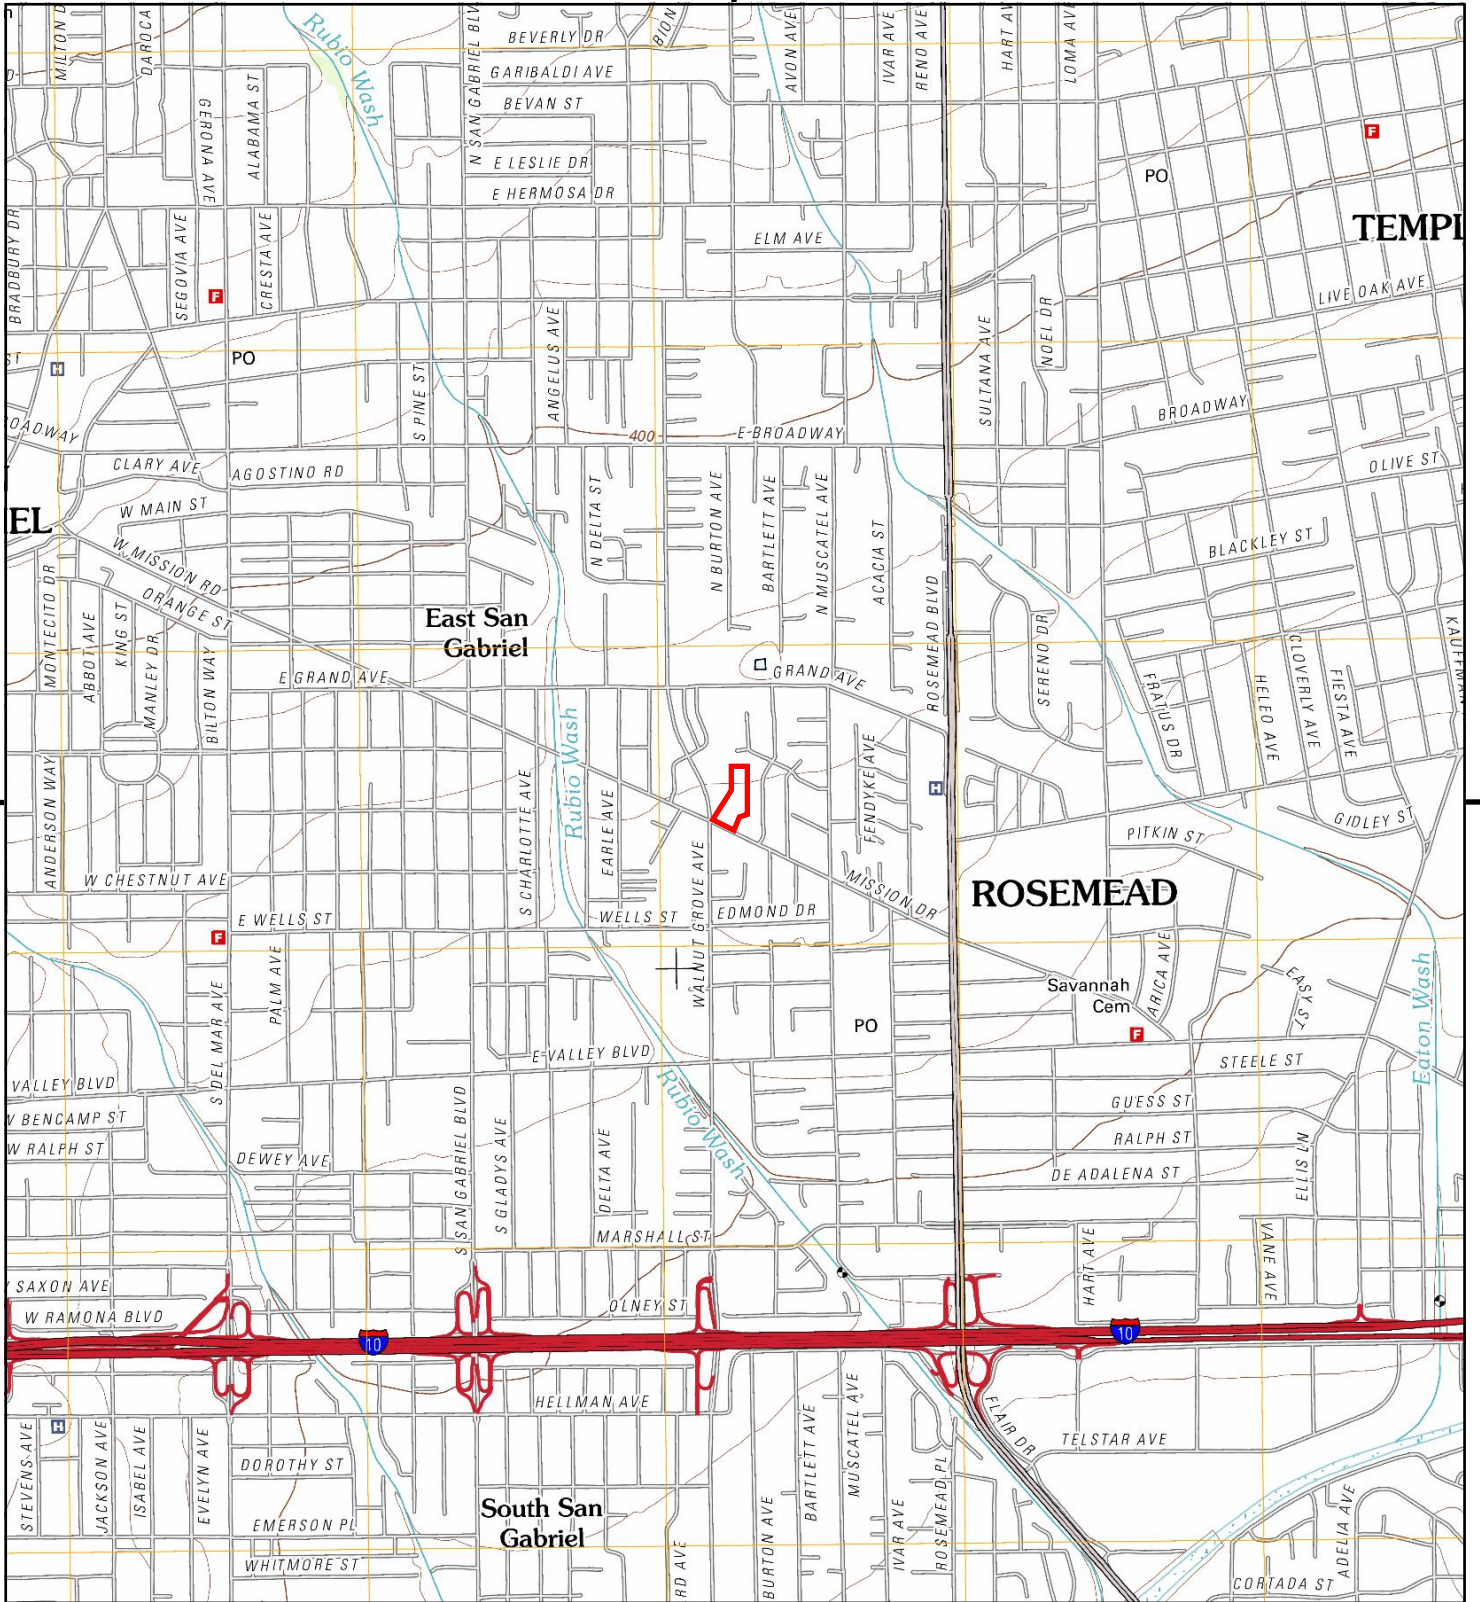 MILTON D
DAROCA
Rubio Wash
N SAN GABRIEL BLV
BEVERLY DR
BION
AVON AVE
IVAR AVE
RENO AVE
HART AV
LOMA AVE
GARIBALDI AVE
BEVAN ST
GERONA AVE
ALABAMA ST
E LESLIE DR
E HERMOSA DR
F
PO
TEMPL
BRADBURY DR
SEGOVIA AVE
CRESTA AVE
ELM AVE
F
LIVE OAK AVE
NOEL DR
SULTANA AVE
ST
H
PO
S PINE ST
ANGELUS AVE
BROADWAY
OADWAY
400
E BROADWAY
CLARY AVE
AGOSTINO RD
OLIVE ST
W MAIN ST
N DELTA ST
N BURTON AVE
BARTLETT AVE
N MUSCATEL AVE
ACACIA ST
EL
W MISSION RD
ORANGE ST
BLACKLEY ST
MONTECITO DR
ABBOT AVE
KING ST
MANLEY DR
BILTON WAY
East San
Gabriel
ROSEMEAD BLVD
SERENO DR
KAUFFMAN
E GRAND AVE
GRAND AVE
FRATUS DR
HELEO AVE
CLOVERLY AVE
FIESTA AVE
Rubio Wash
ANDERSON WAY
S CHARLOTTE AVE
EARLE AVE
FENDYKE AVE
H
GIDLEY ST
PITKIN ST
WALNUT GROVE AVE
W CHESTNUT AVE
MISSION DR
ROSEMEAD
E WELLS ST
WELLS ST
EDMOND DR
F
PALM AVE
S DEL MAR AVE
Savannah
Cem
ARICA AVE
EASY ST
Eaton Wash
PO
F
E VALLEY BLVD
STEELE ST
VALLEY BLVD
Rubio Wash
W BENCAMP ST
GUESS ST
W RALPH ST
RALPH ST
DEWEY AVE
S SAN GABRIEL BLVD
S GLADYS AVE
DELTA AVE
DE ADALENA ST
ELLIS LN
MARSHALL ST
HART AVE
VANE AVE
SAXON AVE
OLNEY ST
W RAMONA BLVD
10
10
HELLMAN AVE
H
STEVENS AVE
JACKSON AVE
ISABEL AVE
EVELYN AVE
BARTLETT AVE
MUSCATEL AVE
FLAIR DR
TELSTAR AVE
DOROTHY ST
South San
Gabriel
ROSEMEAD PL
IVAR AVE
ADELIA AVE
EMERSON PL
RD AVE
BURTON AVE
WHITMORE ST
CORTADA ST